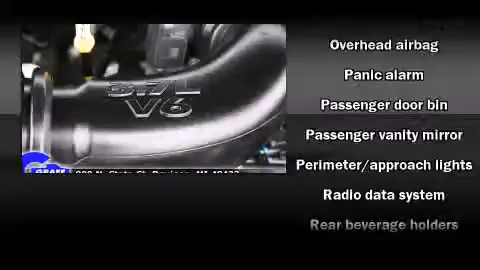 3.7L
V6
GRAFF
Overhead airbag
Panic alarm
Passenger door bin
Passenger vanity mirror
Perimeter/approach lights
Radio data system
Rear beverage holders